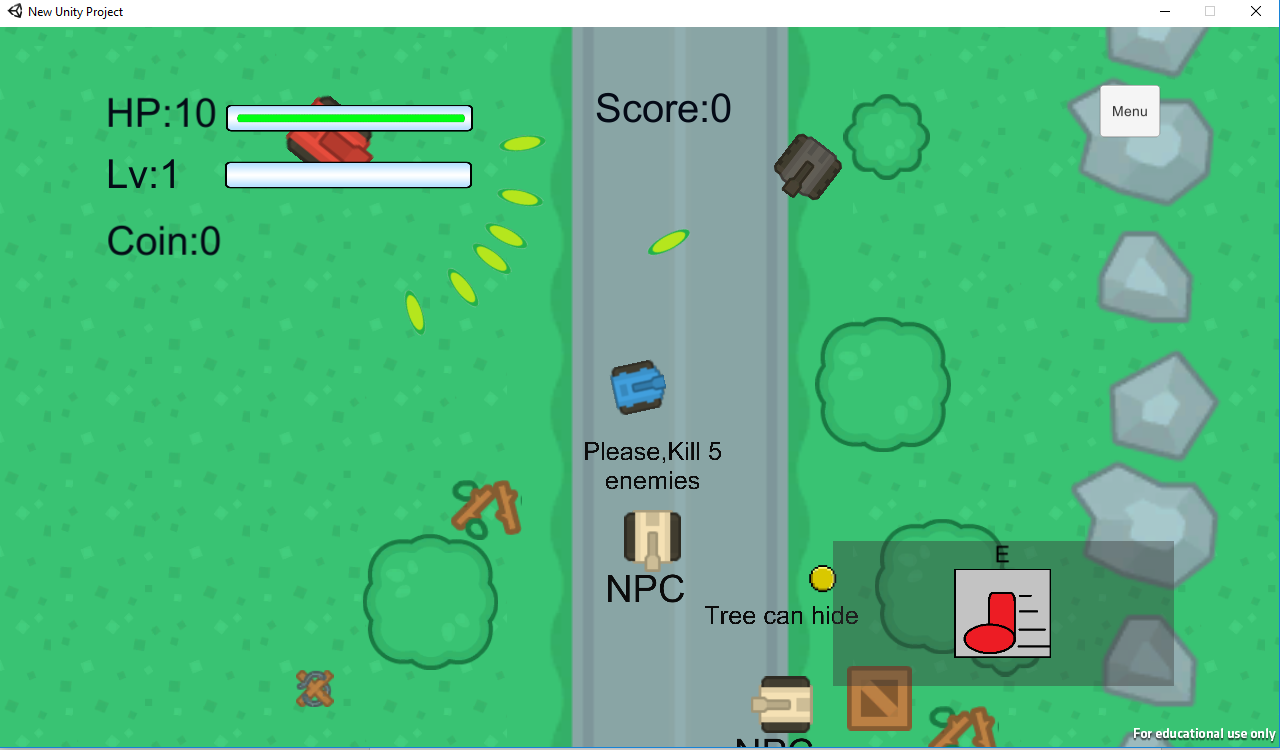 New Unity Project
HP:10
Score:0
Menu
Lv:1
Coin:0
Please,Kill 5
enemies
NPC
E
Tree can hide
For educational use only
NPC